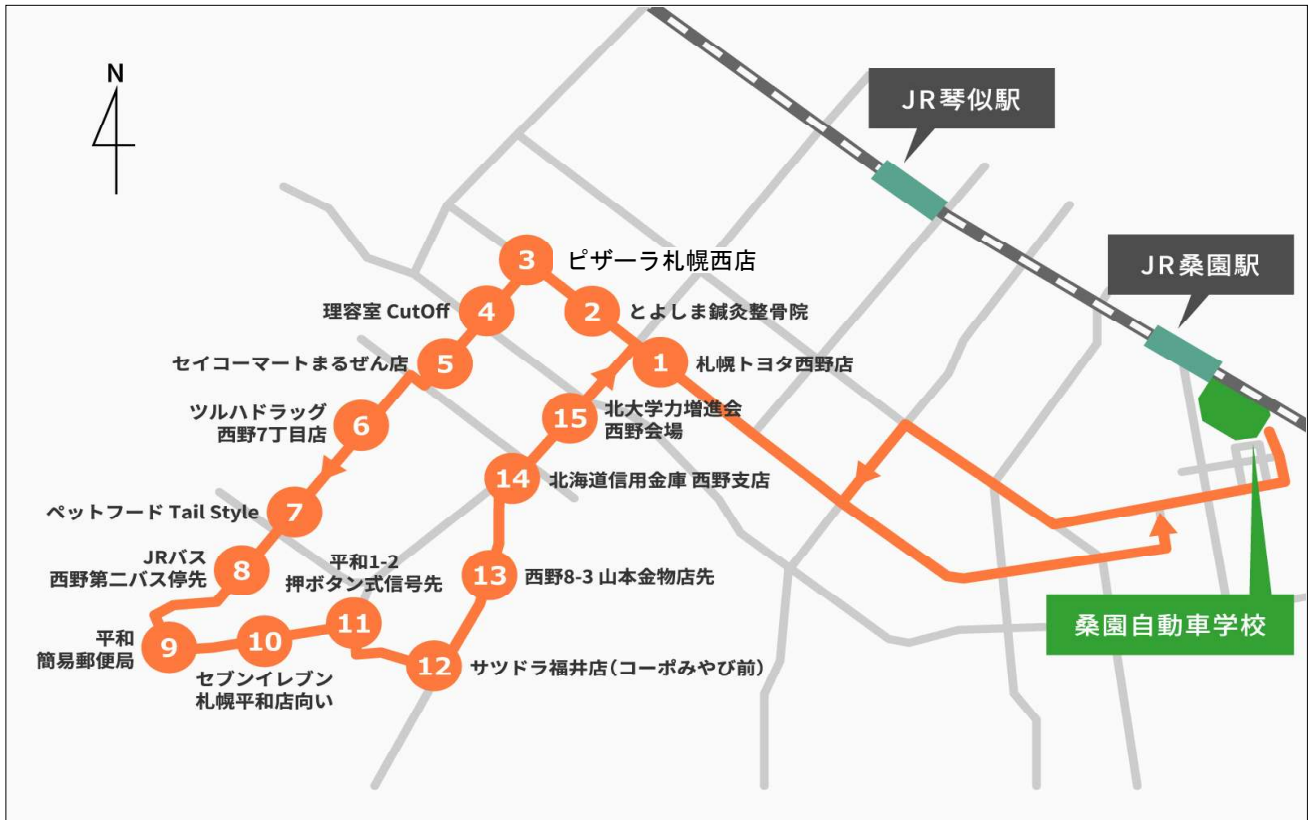 N
JR琴似駅
JR桑園駅
3
ピザーラ札幌西店
理容室 CutOff
4
2
とよしま鍼灸整骨院
セイコーマートまるぜん店
5
1
札幌トヨタ西野店
ツルハドラッグ
西野7丁目店
6
15
北大学力増進会
西野会場
14
北海道信用金庫 西野支店
ペットフード Tail Style
7
JRバス
西野第二バス停先
8
平和1-2
押ボタン式信号先
13
西野8-3 山本金物店先
桑園自動車学校
平和
簡易郵便局
9
10
11
セブンイレブン
札幌平和店向い
12
サツドラ福井店(コーポみやび前)